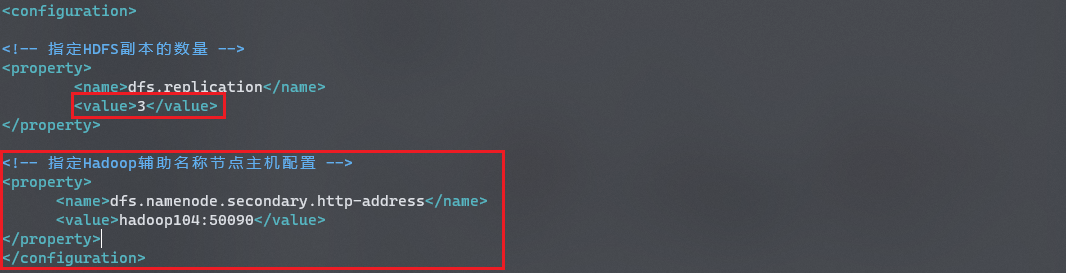 <configuration>
<!-- 指定HDFS副本的数量 -->
<property>
<name>dfs.replication</name>
<value>3</value>
</property>
<!-- 指定Hadoop辅助名称节点主机配置 -->
<property>
<name>dfs.namenode.secondary.http-address</name>
<value>hadoop104:50090</value>
</property>
</configuration>